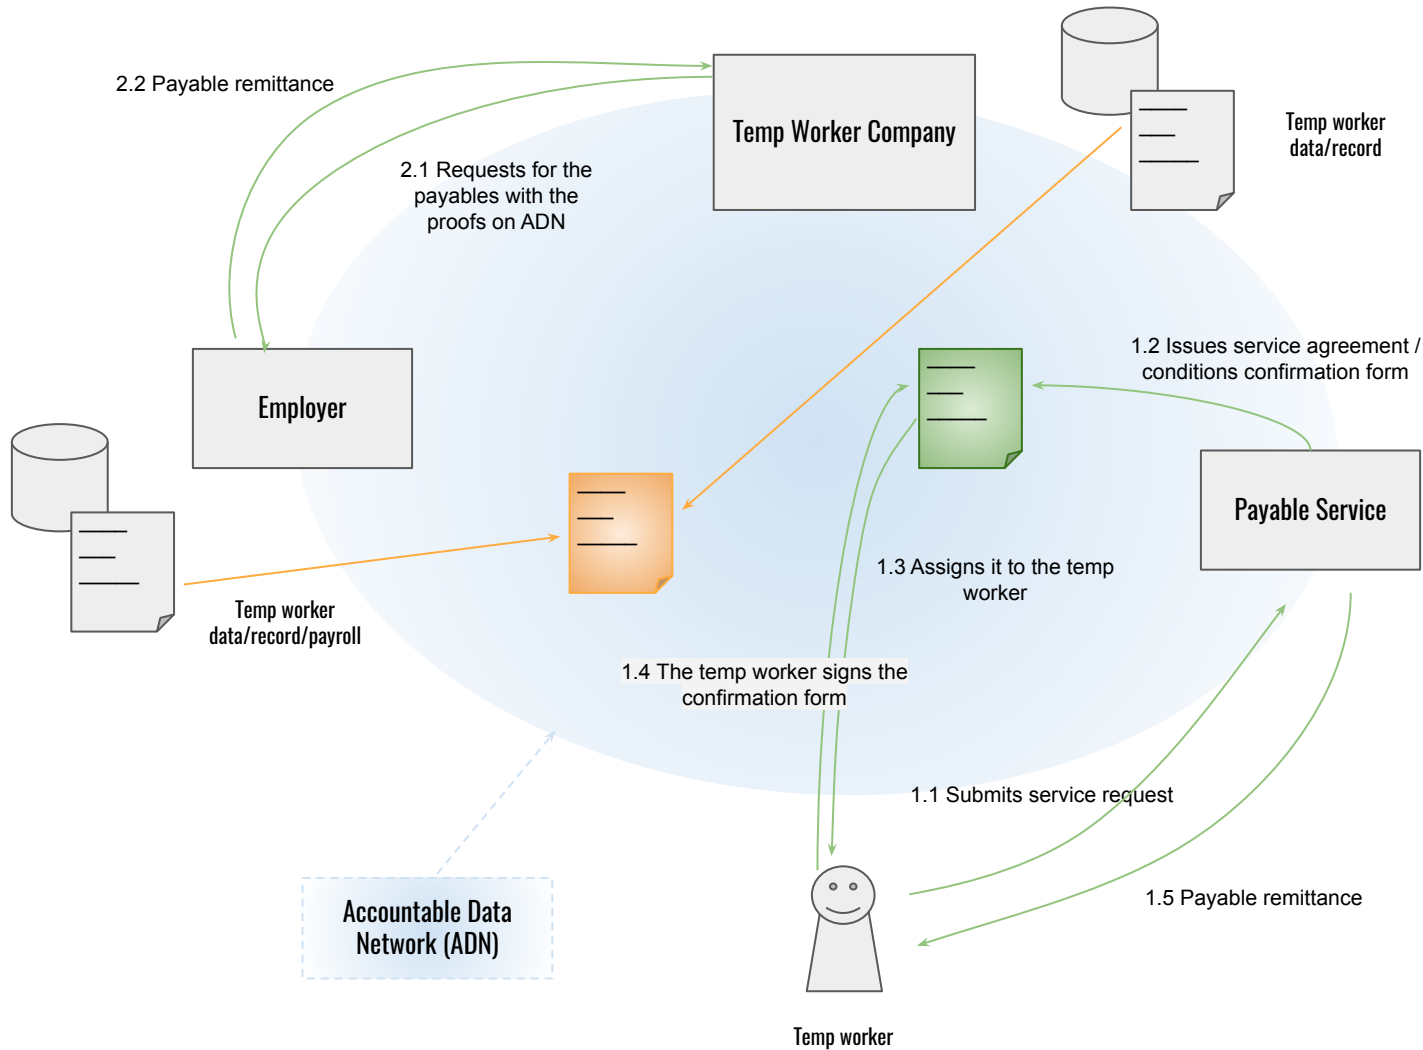 2.2 Payable remittance
Temp Worker Company
Temp worker
data/record
2.1 Requests for the
payables with the
proofs on ADN
1.2 Issues service agreement /
conditions confirmation form
Employer
Payable Service
1.3 Assigns it to the temp
worker
Temp worker
data/record/payroll
1.4 The temp worker signs the
confirmation form
1.1 Submits service request
1.5 Payable remittance
Accountable Data
Network (ADN)
Temp worker